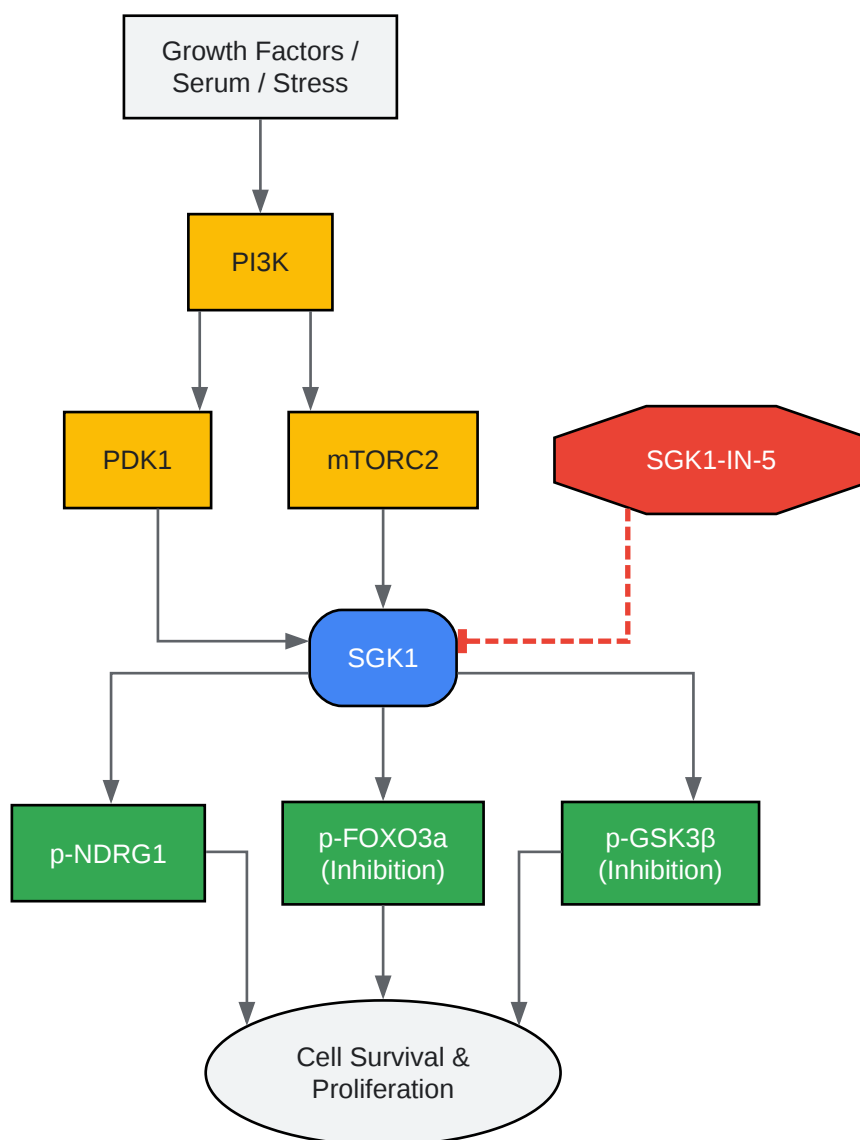 Growth Factors /
Serum / Stress
PI3K
PDK1
mTORC2
SGK1-IN-5
SGK1
p-NDRG1
p-FOXO3a
(Inhibition)
p-GSK3β
(Inhibition)
Cell Survival &
Proliferation